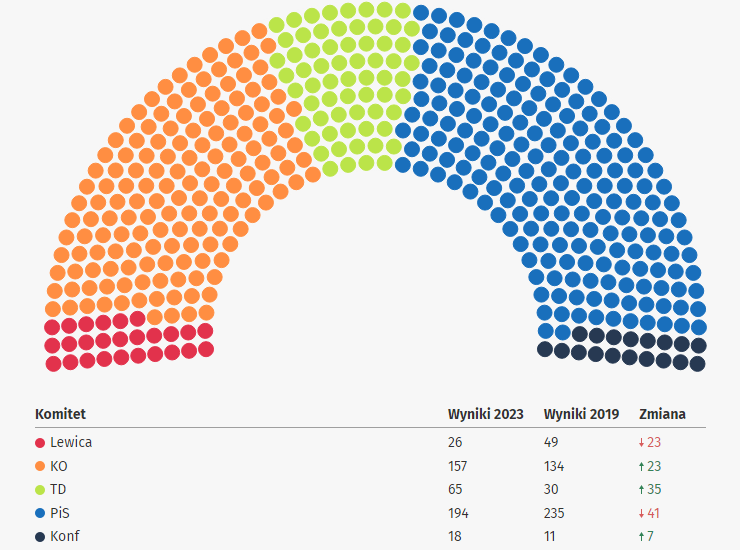 Komitet Wyniki 2023 Wyniki 2019 Zmiana
Lewica 26 49 ↓ 23
KO 157 134 ↑ 23
TD 65 30 ↑ 35
PiS 194 235 ↓ 41
Konf 18 11 ↑ 7